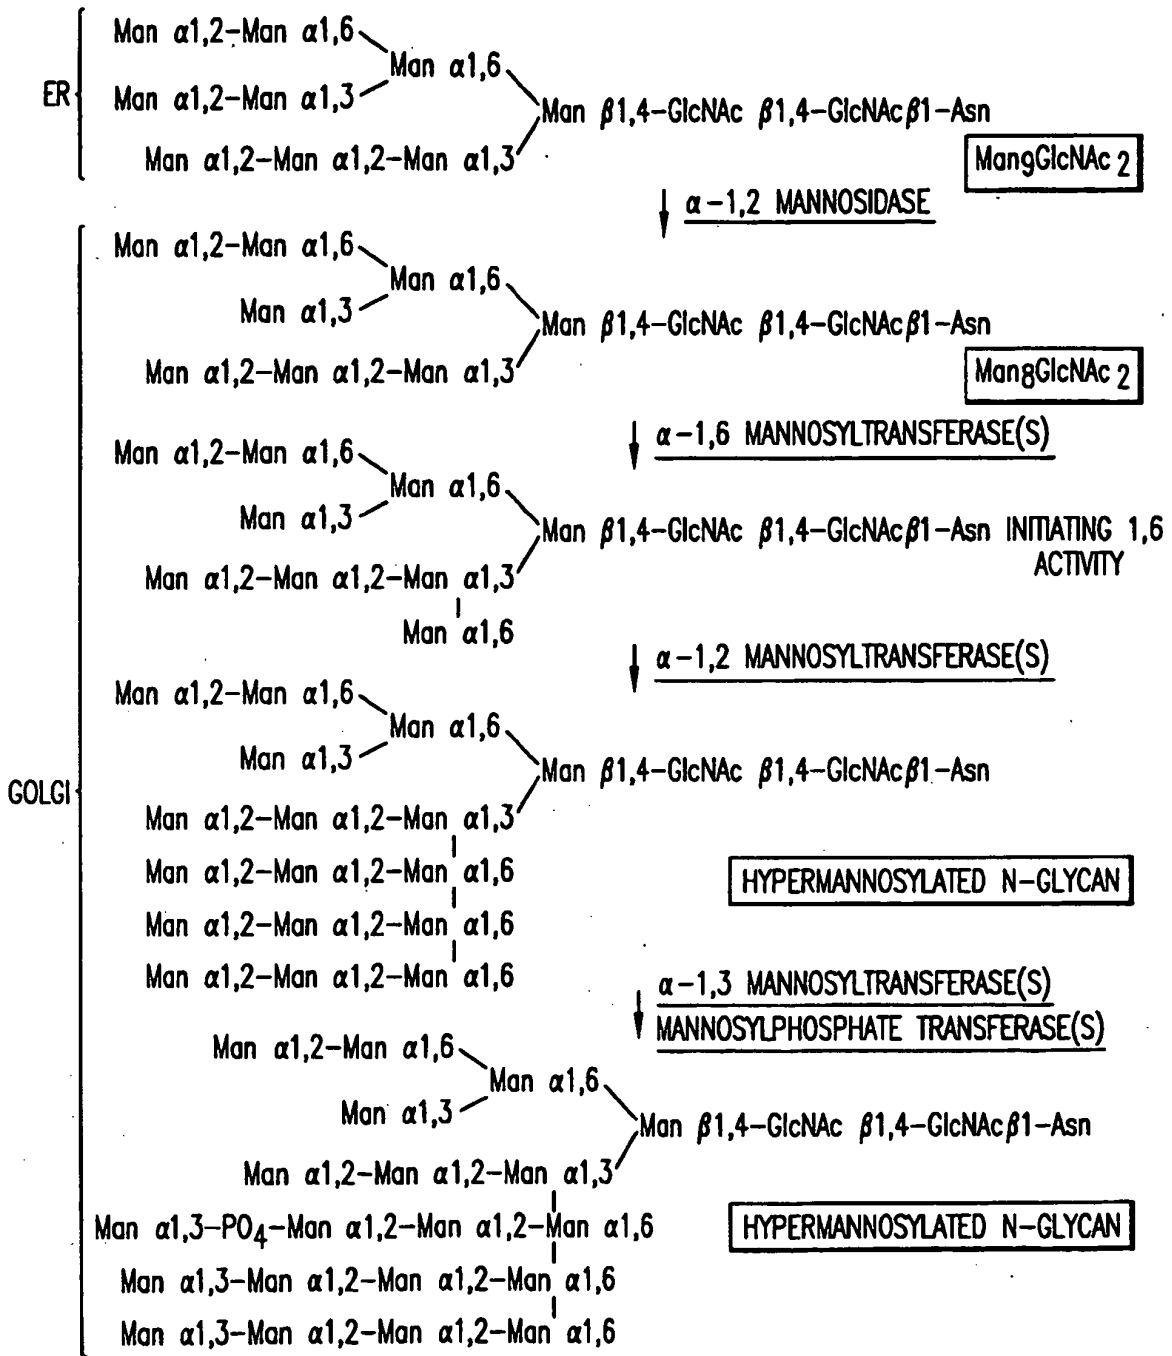 Man α1,2-Man α1,6
Man α1,6
ER
Man α1,2-Man α1,3
Man β1,4-GlcNAc β1,4-GlcNAcβ1-Asn
Man α1,2-Man α1,2-Man α1,3
Man9GlcNAc2
α-1,2 MANNOSIDASE
Man α1,2-Man α1,6
Man α1,6
Man α1,3
Man β1,4-GlcNAc β1,4-GlcNAcβ1-Asn
Man α1,2-Man α1,2-Man α1,3
Man8GlcNAc2
α-1,6 MANNOSYLTRANSFERASE(S)
Man α1,2-Man α1,6
Man α1,6
Man α1,3
Man β1,4-GlcNAc β1,4-GlcNAcβ1-Asn INITIATING 1,6
ACTIVITY
Man α1,2-Man α1,2-Man α1,3
Man α1,6
α-1,2 MANNOSYLTRANSFERASE(S)
Man α1,2-Man α1,6
Man α1,6
Man α1,3
Man β1,4-GlcNAc β1,4-GlcNAcβ1-Asn
GOLGI
Man α1,2-Man α1,2-Man α1,3
Man α1,2-Man α1,2-Man α1,6
HYPERMANNOSYLATED N-GLYCAN
Man α1,2-Man α1,2-Man α1,6
Man α1,2-Man α1,2-Man α1,6
α-1,3 MANNOSYLTRANSFERASE(S)
MANNOSYLPHOSPHATE TRANSFERASE(S)
Man α1,2-Man α1,6
Man α1,6
Man α1,3
Man β1,4-GlcNAc β1,4-GlcNAcβ1-Asn
Man α1,2-Man α1,2-Man α1,3
Man α1,3-PO4-Man α1,2-Man α1,2-Man α1,6
HYPERMANNOSYLATED N-GLYCAN
Man α1,3-Man α1,2-Man α1,2-Man α1,6
Man α1,3-Man α1,2-Man α1,2-Man α1,6